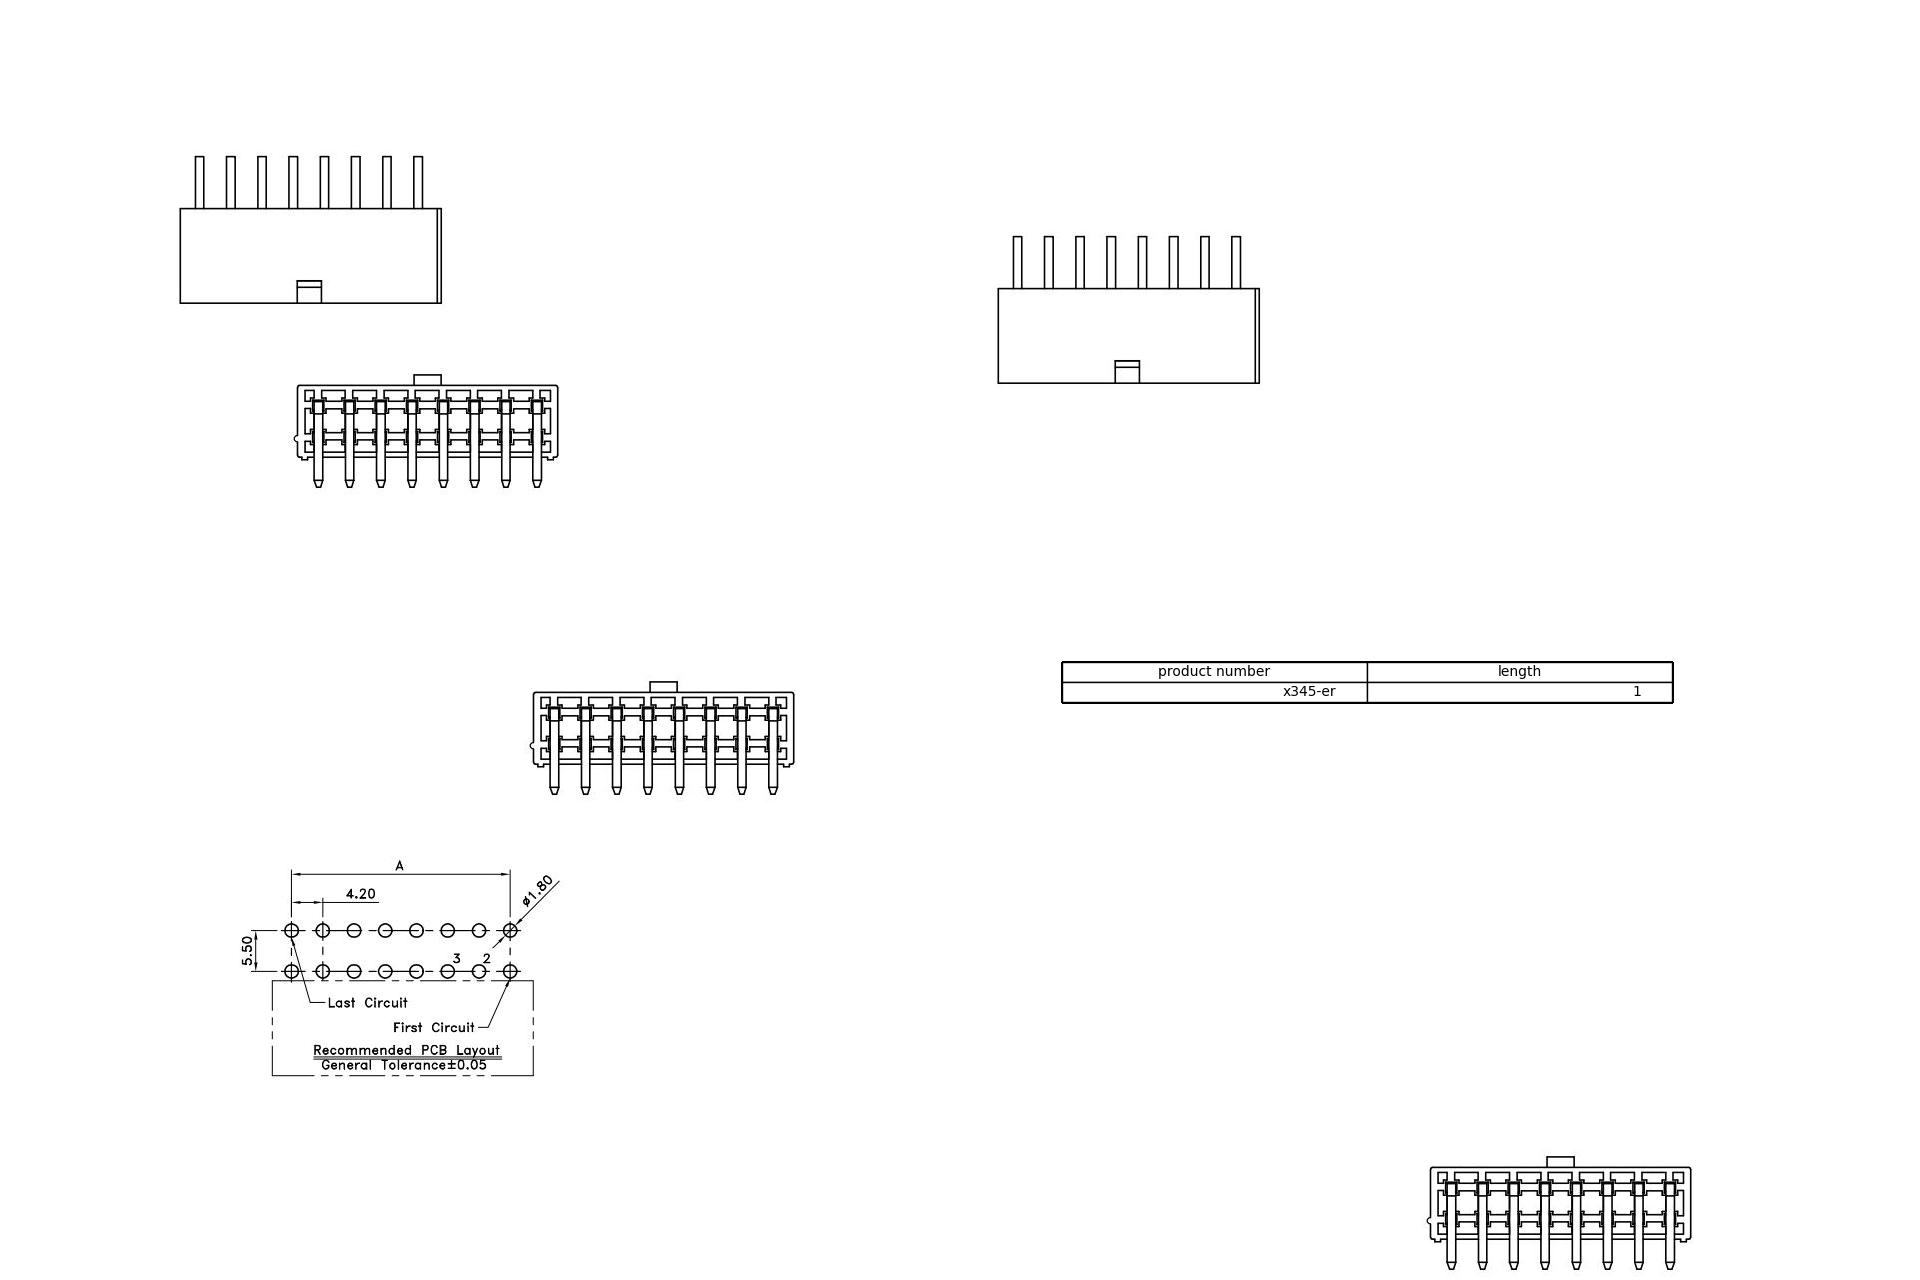 product number length
x345-er 1
A
4.20
ø1.80
5.50
3 2
Last Circuit
First Circuit
Recommended PCB Layout
General Tolerance±0.05